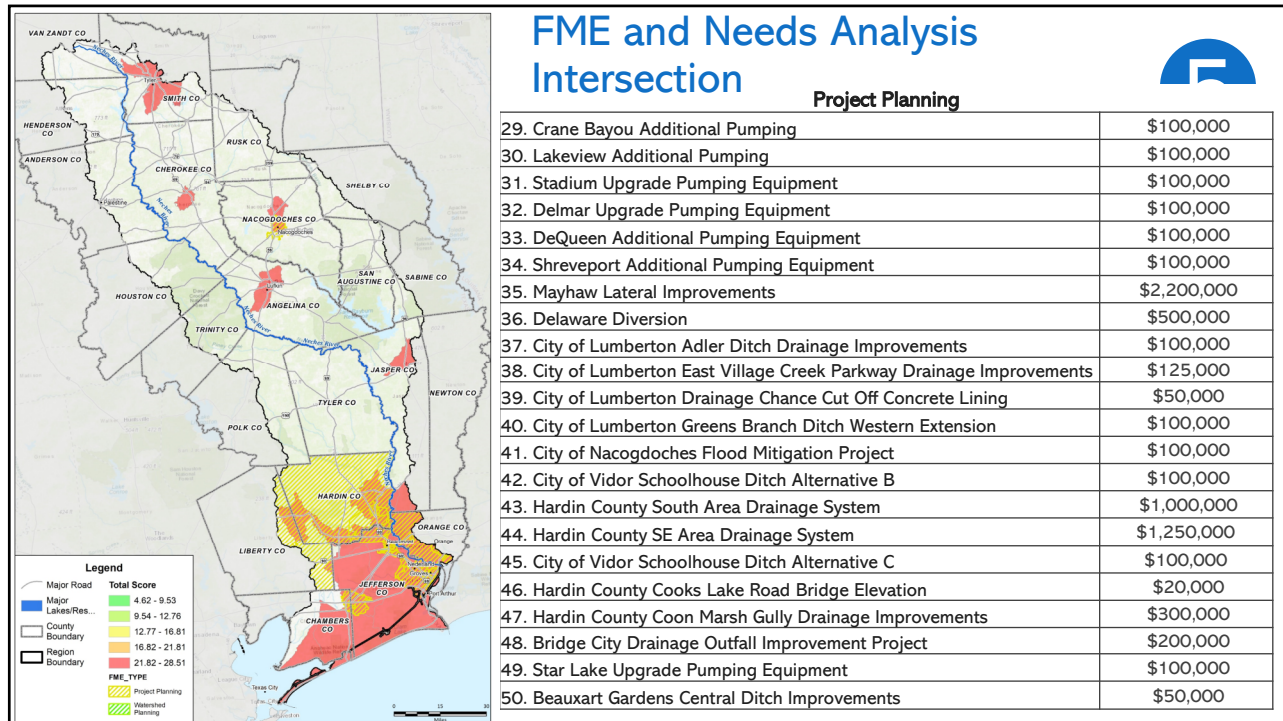 FME and Needs Analysis
Intersection
5
Project Planning
29. Crane Bayou Additional Pumping $100,000
30. Lakeview Additional Pumping $100,000
31. Stadium Upgrade Pumping Equipment $100,000
32. Delmar Upgrade Pumping Equipment $100,000
33. DeQueen Additional Pumping Equipment $100,000
34. Shreveport Additional Pumping Equipment $100,000
35. Mayhaw Lateral Improvements $2,200,000
36. Delaware Diversion $500,000
37. City of Lumberton Adler Ditch Drainage Improvements $100,000
38. City of Lumberton East Village Creek Parkway Drainage Improvements $125,000
39. City of Lumberton Drainage Chance Cut Off Concrete Lining $50,000
40. City of Lumberton Greens Branch Ditch Western Extension $100,000
41. City of Nacogdoches Flood Mitigation Project $100,000
42. City of Vidor Schoolhouse Ditch Alternative B $100,000
43. Hardin County South Area Drainage System $1,000,000
44. Hardin County SE Area Drainage System $1,250,000
45. City of Vidor Schoolhouse Ditch Alternative C $100,000
46. Hardin County Cooks Lake Road Bridge Elevation $20,000
47. Hardin County Coon Marsh Gully Drainage Improvements $300,000
48. Bridge City Drainage Outfall Improvement Project $200,000
49. Star Lake Upgrade Pumping Equipment $100,000
50. Beauxart Gardens Central Ditch Improvements $50,000
VAN ZANDT CO
Neches River
Tyler
SMITH CO
HENDERSON
CO
ANDERSON CO
RUSK CO
CHEROKEE CO
SHELBY CO
Palestine
Neches
River
NACOGDOCHES CO
Nacogdoches
SAN
AUGUSTINE CO
SABINE CO
HOUSTON CO
Lufkin
ANGELINA CO
Neches River
TRINITY CO
Neches River
JASPER CO
NEWTON CO
TYLER CO
POLK CO
Neches River
HARDIN CO
ORANGE CO
Orange
LIBERTY CO
Beaumont
Nederland
Groves
JEFFERSON
CO
Port Arthur
CHAMBERS
CO
Texas City
Legend
Major Road
Major
Lakes/Res...
County
Boundary
Region
Boundary
Total Score
4.62 - 9.53
9.54 - 12.76
12.77 - 16.81
16.82 - 21.81
21.82 - 28.51
FME_TYPE
Project Planning
Watershed
Planning
0 15 30
Miles